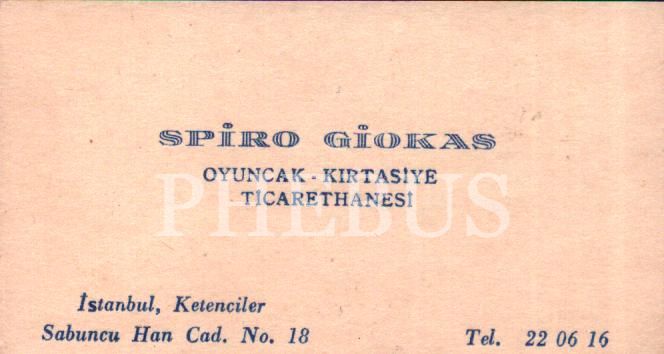 SPİRO GİOKAS
OYUNCAK - KIRTASİYE
TİCARETHANESİ
PHEBUS
İstanbul, Ketenciler
Sabuncu Han Cad. No. 18
Tel. 22 06 16